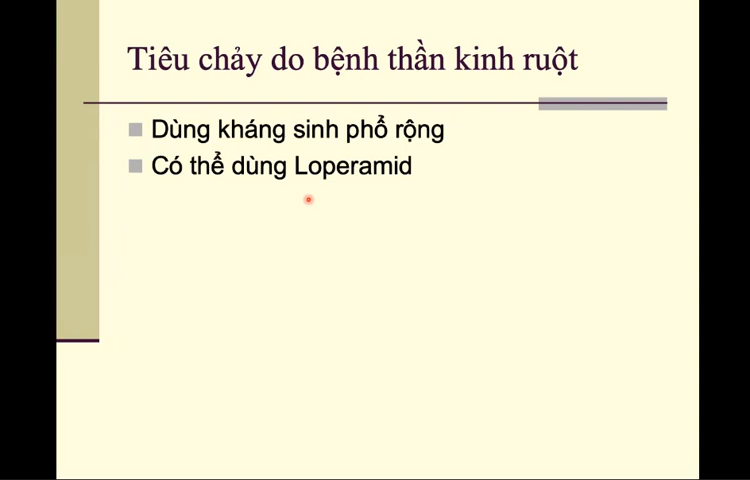 Tiêu chảy do bệnh thần kinh ruột
Dùng kháng sinh phổ rộng
Có thể dùng Loperamid